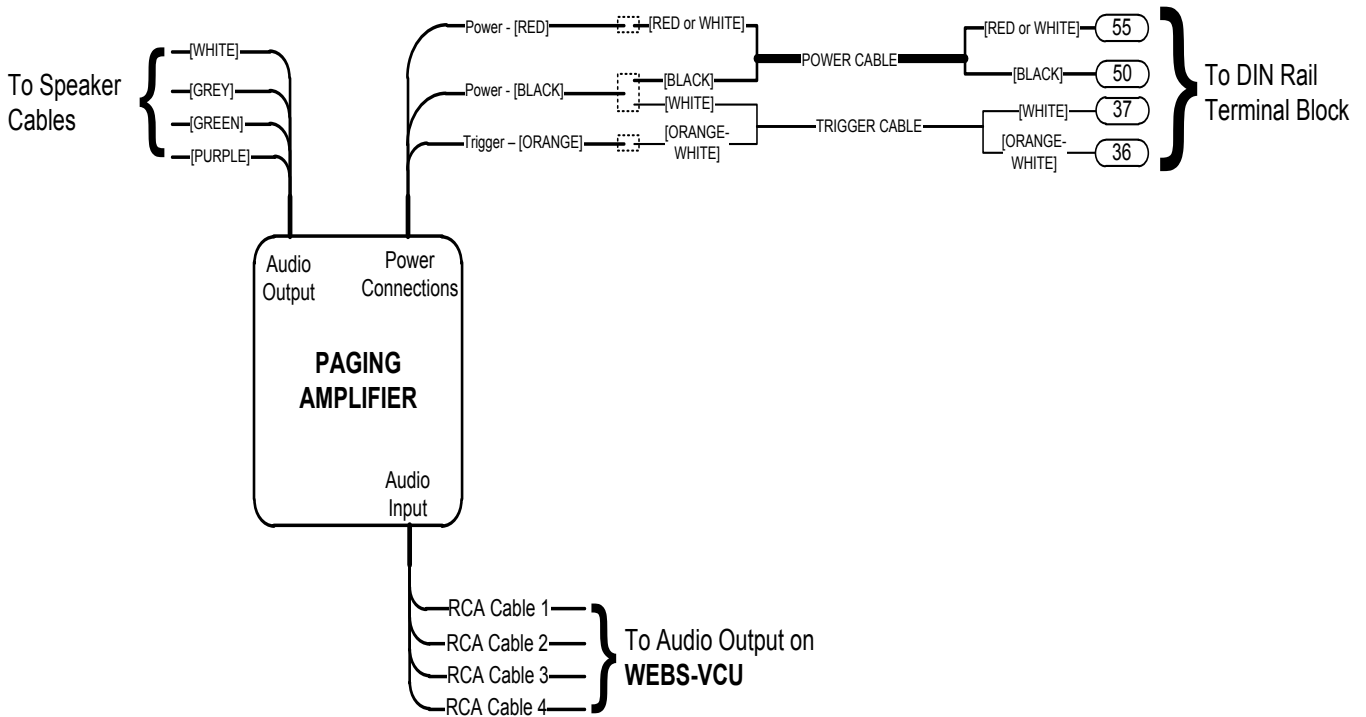 To Speaker
Cables
[WHITE]
[GREY]
[GREEN]
[PURPLE]
Power - [RED]
[RED or WHITE]
Power - [BLACK]
[BLACK]
[WHITE]
Trigger – [ORANGE]
[ORANGE-
WHITE]
POWER CABLE
TRIGGER CABLE
[RED or WHITE]
55
[BLACK]
50
[WHITE]
37
[ORANGE-
WHITE]
36
To DIN Rail
Terminal Block
Audio
Output
Power
Connections
PAGING
AMPLIFIER
Audio
Input
RCA Cable 1
RCA Cable 2
RCA Cable 3
RCA Cable 4
To Audio Output on
WEBS-VCU